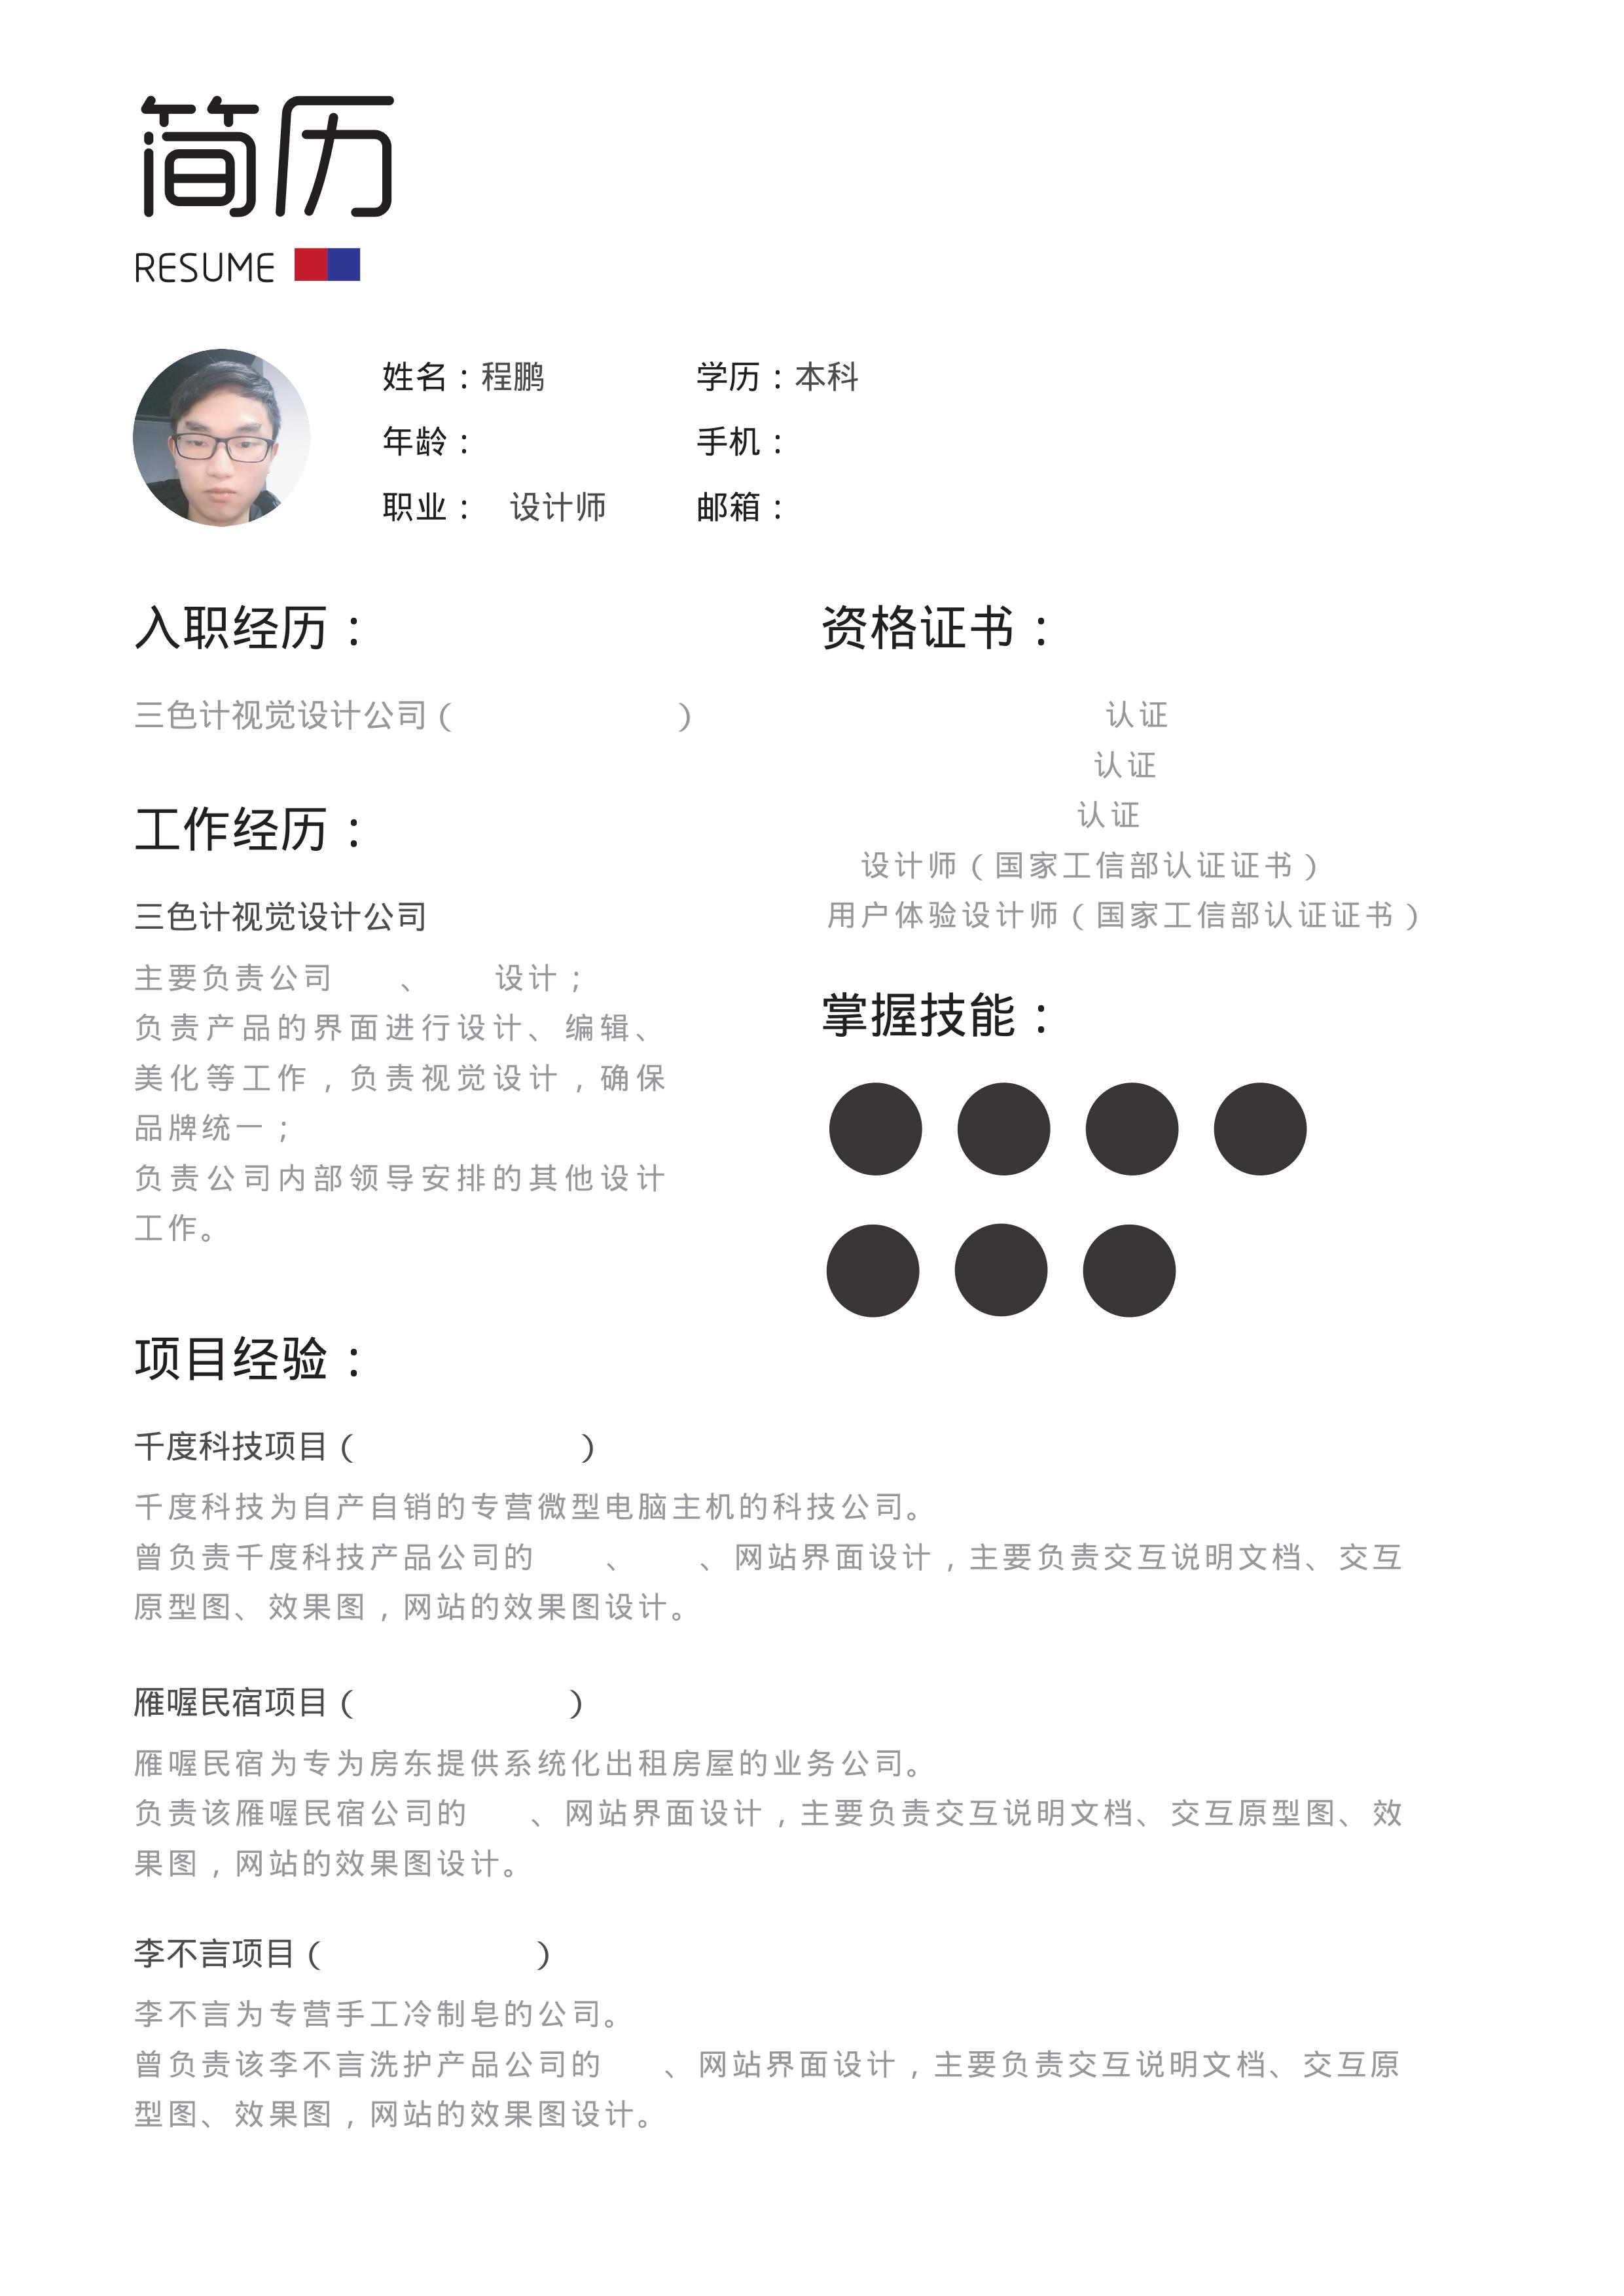 简历
RESUME
姓名：程鹏
学历：本科
年龄：
手机：
职业： 设计师
邮箱：
入职经历：
三色计视觉设计公司（ ）
工作经历：
三色计视觉设计公司
主要负责公司 、 设计；
负责产品的界面进行设计、编辑、
美化等工作，负责视觉设计，确保
品牌统一；
负责公司内部领导安排的其他设计
工作。
资格证书：
认证
认证
认证
设计师（国家工信部认证证书）
用户体验设计师（国家工信部认证证书）
掌握技能：
项目经验：
千度科技项目（ ）
千度科技为自产自销的专营微型电脑主机的科技公司。
曾负责千度科技产品公司的 、 、网站界面设计，主要负责交互说明文档、交互
原型图、效果图，网站的效果图设计。
雁喔民宿项目（ ）
雁喔民宿为专为房东提供系统化出租房屋的业务公司。
负责该雁喔民宿公司的 、网站界面设计，主要负责交互说明文档、交互原型图、效
果图，网站的效果图设计。
李不言项目（ ）
李不言为专营手工冷制皂的公司。
曾负责该李不言洗护产品公司的 、网站界面设计，主要负责交互说明文档、交互原
型图、效果图，网站的效果图设计。